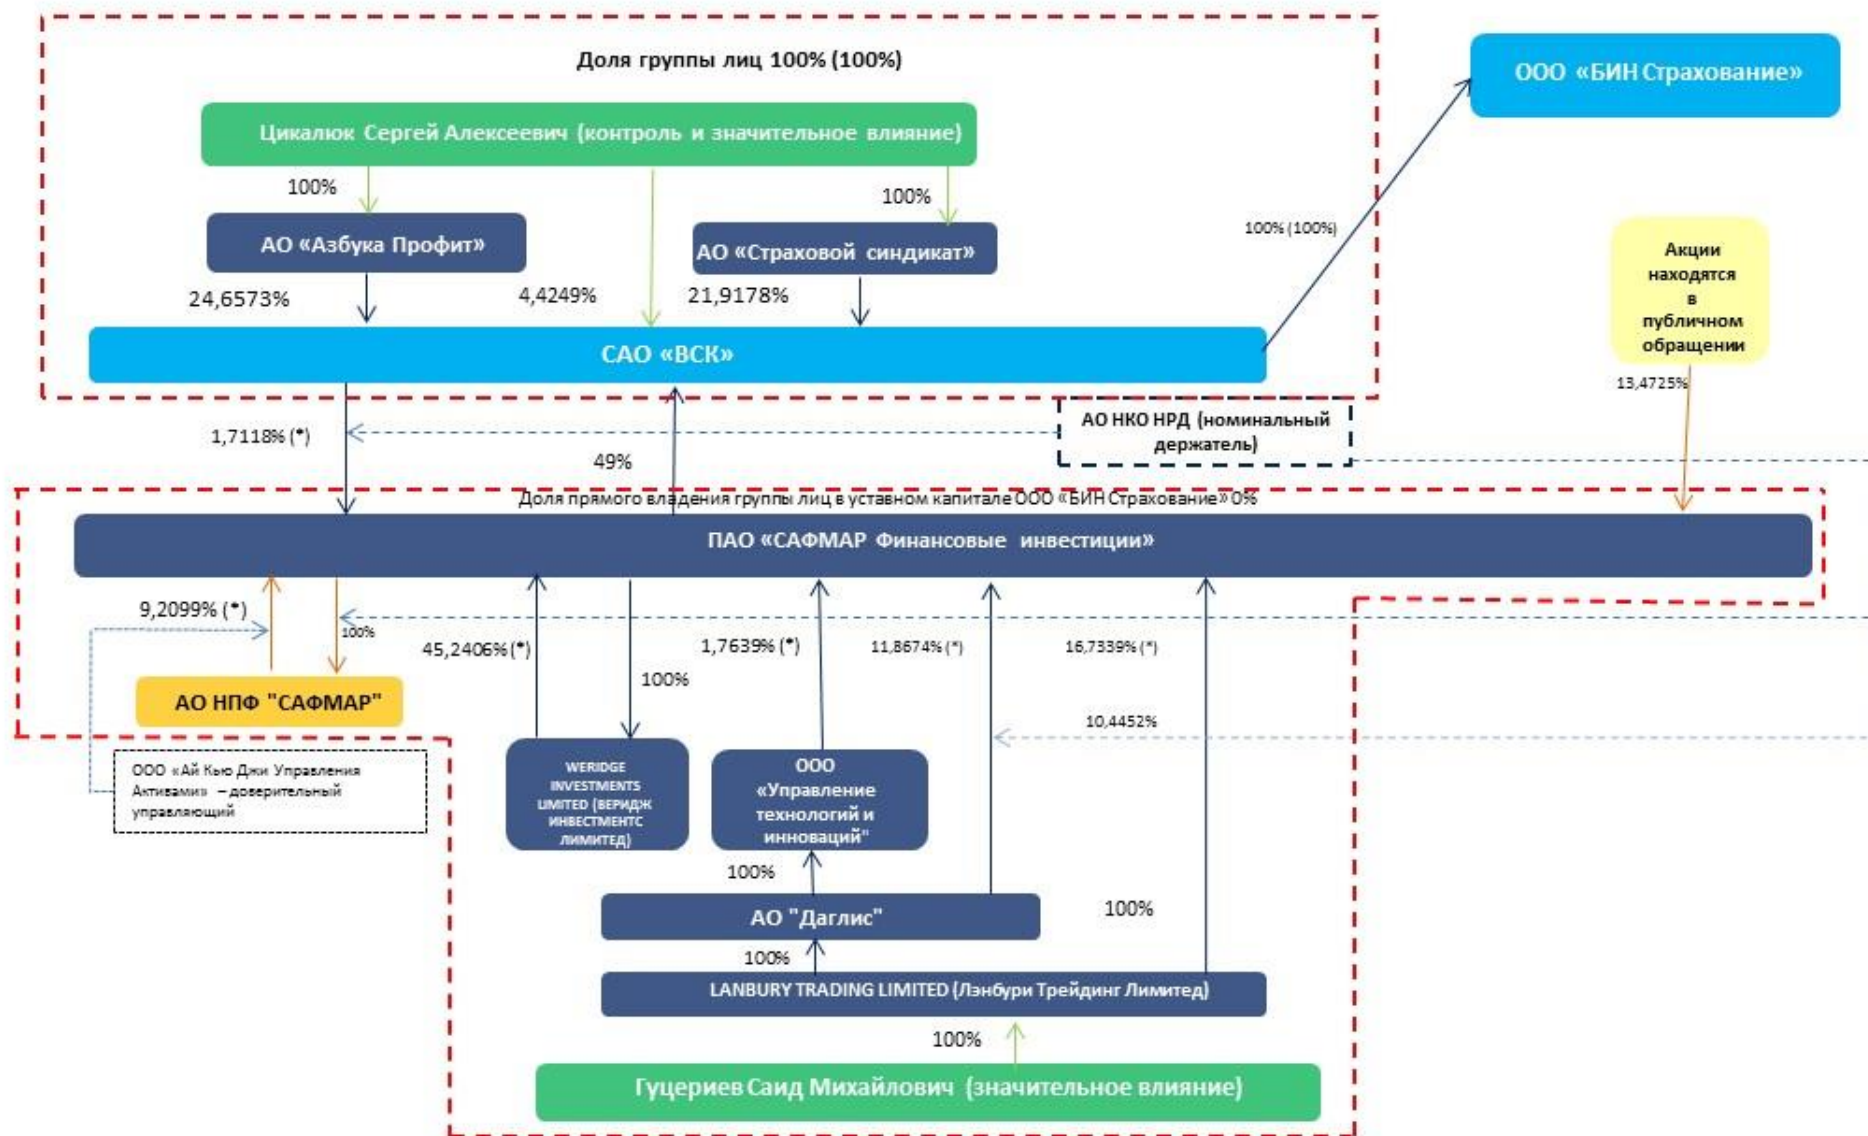 Доля группы лиц 100% (100%)
ООО «БИН Страхование»
Цикалюк Сергей Алексеевич (контроль и значительное влияние)
100%
100%
АО «Азбука Профит»
АО «Страховой синдикат»
100% (100%)
Акции
находятся
в
публичном
обращении
24,6573%
4,4249%
21,9178%
САО «ВСК»
13,4725%
АО НКО НРД (номинальный
держатель)
1,7118% (*)
49%
Доля прямого владения группы лиц в уставном капитале ООО «БИН Страхование» 0%
ПАО «САФМАР Финансовые инвестиции»
9,2099% (*)
100%
45,2406% (*)
1,7639% (*)
11,8674% (*)
16,7339% (*)
100%
АО НПФ "САФМАР"
10,4452%
ООО «Ай Кью Джи Управления
Активами» – доверительный
управляющий
WERIDGE
INVESTMENTS
LIMITED (ВЕРИДЖ
ИНВЕСТМЕНТС
ЛИМИТЕД)
ООО
«Управление
технологий и
инноваций"
100%
АО "Даглис"
100%
100%
LANBURY TRADING LIMITED (Лэнбури Трейдинг Лимитед)
100%
Гуцериев Саид Михайлович (значительное влияние)